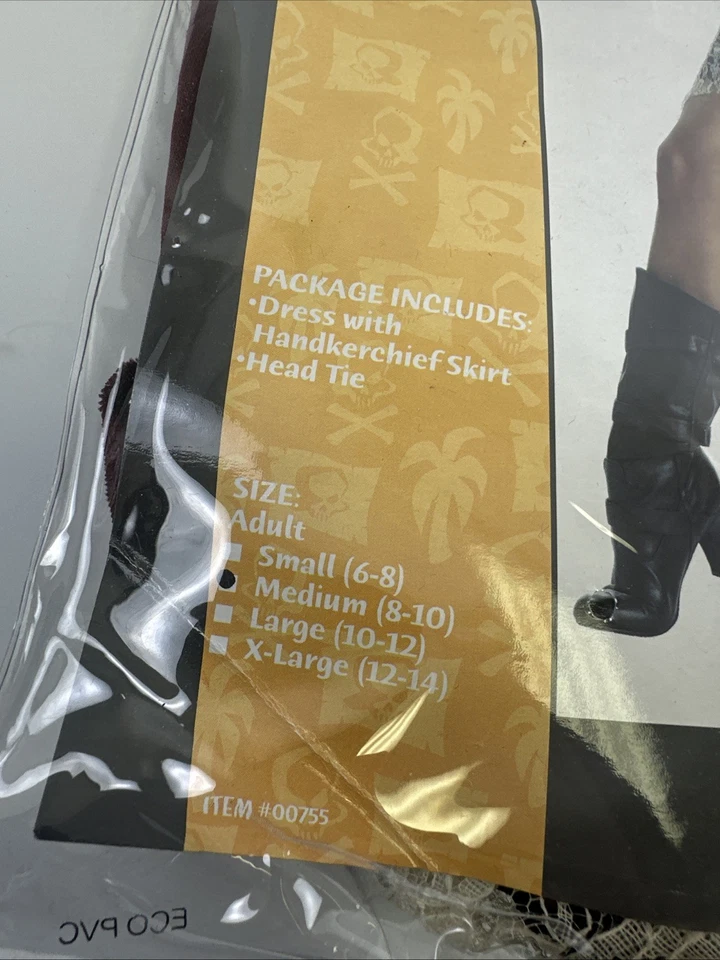 PACKAGE INCLUDES:
•Dress with
Handkerchief Skirt
•Head Tie
SIZE:
Adult
Small (6-8)
Medium (8-10)
Large (10-12)
X-Large (12-14)
ITEM #00755
ECO PVC